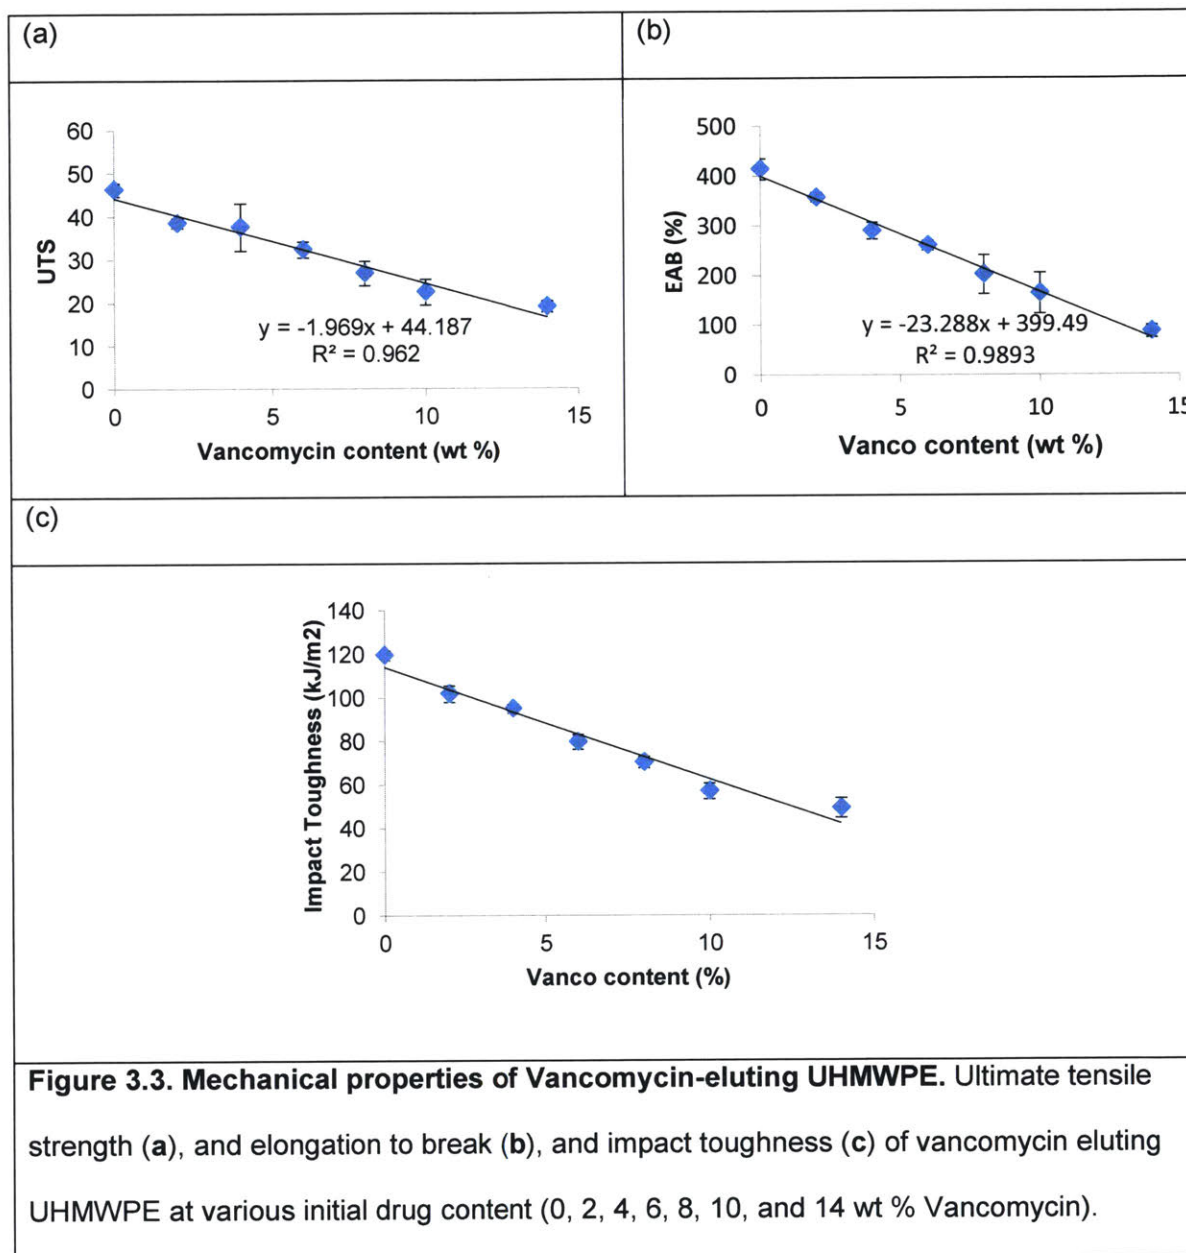 (a)
(b)
60
50
40
30
20
10
0
UTS
y = -1.969x + 44.187
R² = 0.962
0
5
10
15
Vancomycin content (wt %)
500
400
300
200
100
0
EAB (%)
y = -23.288x + 399.49
R² = 0.9893
0
5
10
15
Vanco content (wt %)
(c)
140
120
100
80
60
40
20
0
Impact Toughness (kJ/m2)
0
5
10
15
Vanco content (%)
Figure 3.3. Mechanical properties of Vancomycin-eluting UHMWPE. Ultimate tensile
strength (a), and elongation to break (b), and impact toughness (c) of vancomycin eluting
UHMWPE at various initial drug content (0, 2, 4, 6, 8, 10, and 14 wt % Vancomycin).